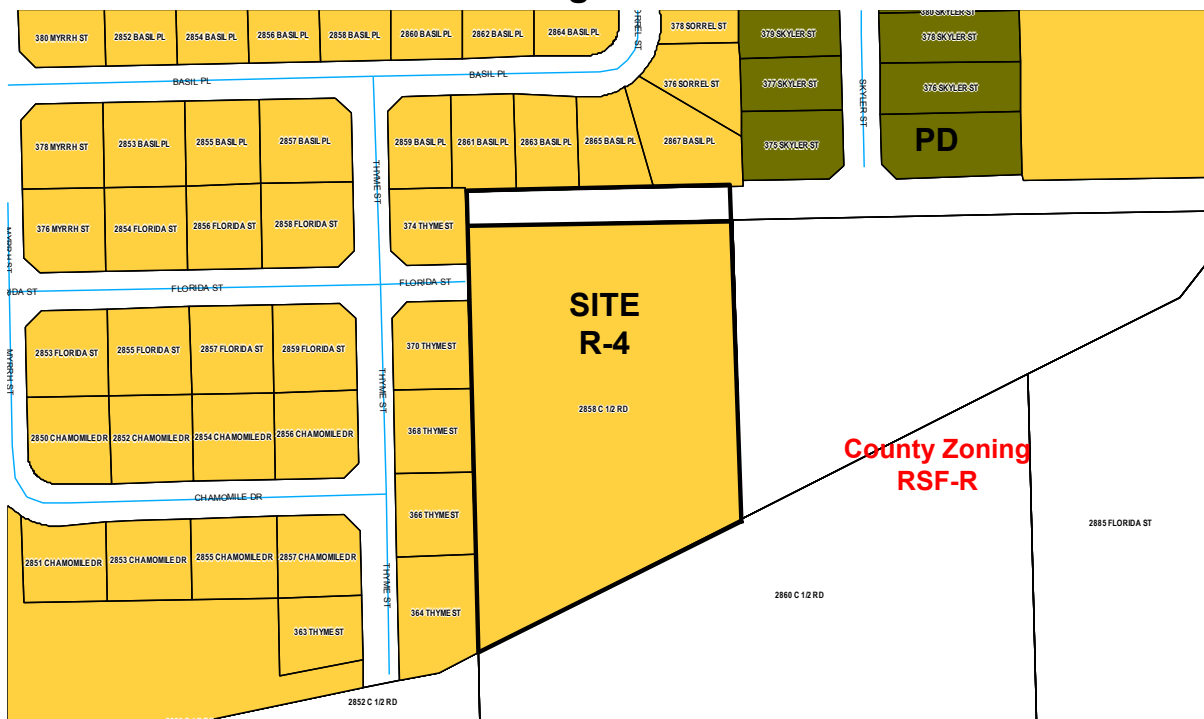 g
380 MYRRH ST
2852 BASIL PL
2854 BASIL PL
2856 BASIL PL
2858 BASIL PL
2860 BASIL PL
2862 BASIL PL
2864 BASIL PL
378 SORREL ST
379 SKYLER ST
380 SKYLER ST
378 SKYLER ST
BASIL PL
BASIL PL
376 SORREL ST
377 SKYLER ST
SKYLER ST
376 SKYLER ST
378 MYRRH ST
2853 BASIL PL
2855 BASIL PL
2857 BASIL PL
THYME ST
2859 BASIL PL
2861 BASIL PL
2863 BASIL PL
2865 BASIL PL
2867 BASIL PL
375 SKYLER ST
PD
376 MYRRH ST
2854 FLORIDA ST
2856 FLORIDA ST
2858 FLORIDA ST
374 THYME ST
MYRRH ST
FLORIDA ST
FLORIDA ST
SITE
R-4
2853 FLORIDA ST
2855 FLORIDA ST
2857 FLORIDA ST
2859 FLORIDA ST
370 THYME ST
MYRRH ST
THYME ST
2858 C 1/2 RD
2850 CHAMOMILE DR
2852 CHAMOMILE DR
2854 CHAMOMILE DR
2856 CHAMOMILE DR
368 THYME ST
County Zoning
RSF-R
CHAMOMILE DR
366 THYME ST
2885 FLORIDA ST
2851 CHAMOMILE DR
2853 CHAMOMILE DR
2855 CHAMOMILE DR
2857 CHAMOMILE DR
THYME ST
2860 C 1/2 RD
364 THYME ST
363 THYME ST
2852 C 1/2 RD